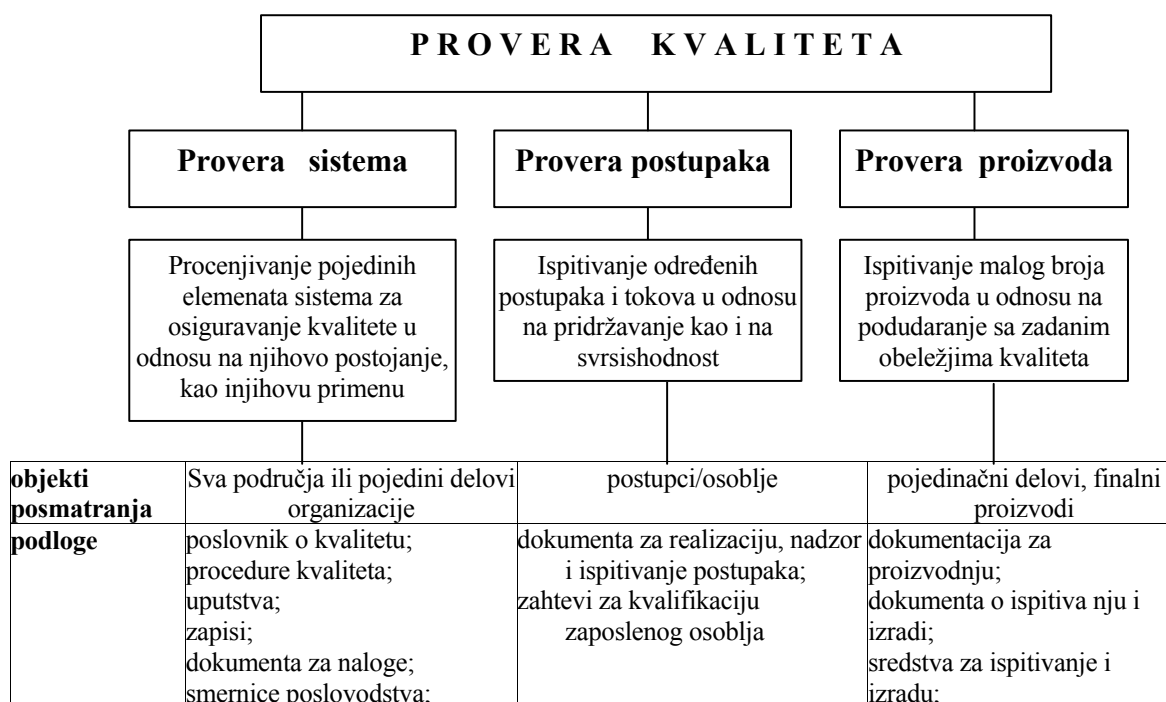 PROVERA KVALITETA
Provera sistema
Provera postupaka
Provera proizvoda
Procenjivanje pojedinih
elemenata sistema za
osiguravanje kvalitete u
odnosu na njihovo postojanje,
kao injihovu primenu
Ispitivanje određenih
postupaka i tokova u odnosu
na pridržavanje kao i na
svrsishodnost
Ispitivanje malog broja
proizvoda u odnosu na
podudaranje sa zadanim
obeležjima kvaliteta
objekti
posmatranja
Sva područja ili pojedini delovi
organizacije
postupci/osoblje
pojedinačni delovi, finalni
proizvodi
podloge
poslovnik o kvalitetu;
procedure kvaliteta;
uputstva;
zapisi;
dokumenta za naloge;
smernice poslovodstva;
dokumenta za realizaciju, nadzor
i ispitivanje postupaka;
zahtevi za kvalifikaciju
zaposlenog osoblja
dokumentacija za
proizvodnju;
dokumenta o ispitiva nju i
izradi;
sredstva za ispitivanje i
izradu;